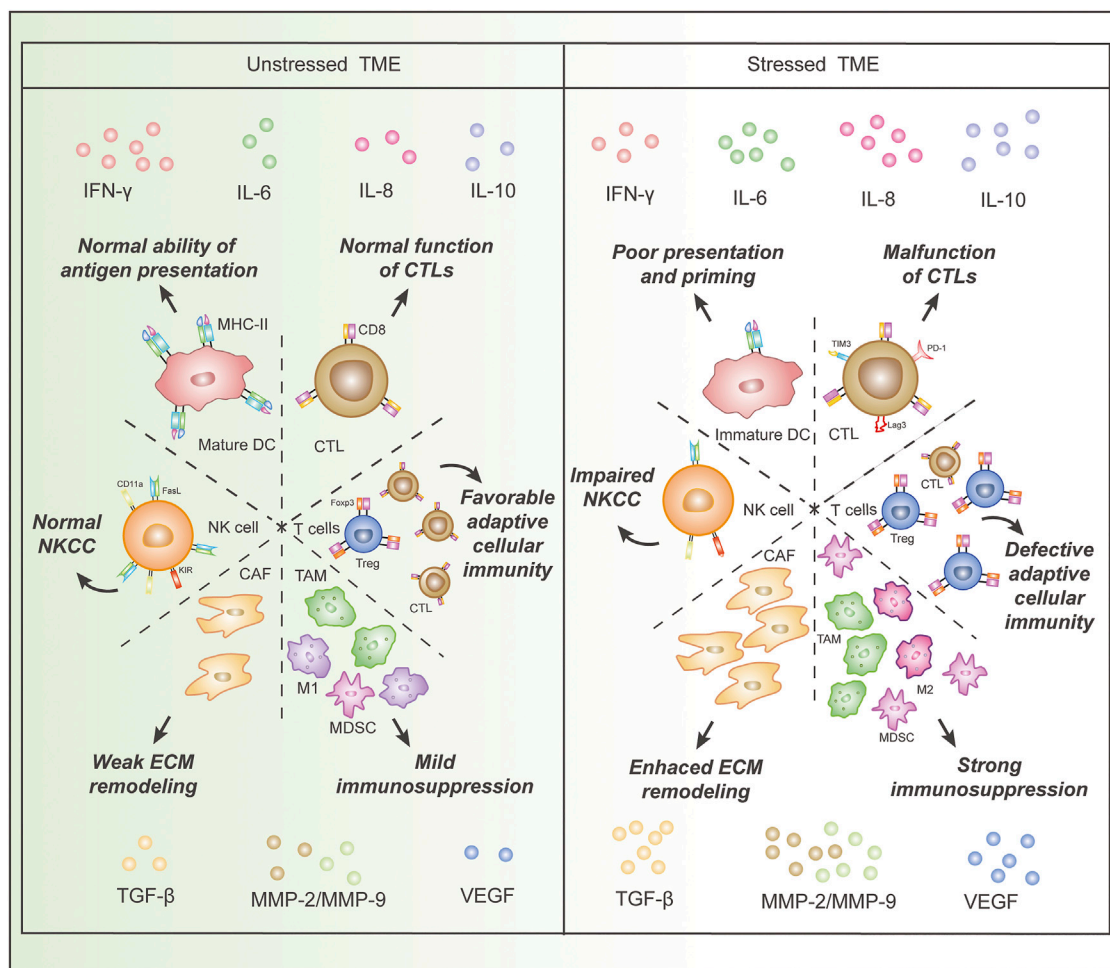 Unstressed TME
Stressed TME
IFN-γ
IL-6
IL-8
IL-10
Normal ability of
antigen presentation
Normal function
of CTLs
MHC-II
CD8
Mature DC
CTL
CD11a
FasL
Foxp3
Normal
NKCC
NK cell
T cells
Treg
Favorable
adaptive
cellular
immunity
KIR
CAF
TAM
CTL
M1
MDSC
Weak ECM
remodeling
Mild
immunosuppression
TGF-β
MMP-2/MMP-9
VEGF
IFN-γ
IL-6
IL-8
IL-10
Poor presentation
and priming
Malfunction
of CTLs
TIM3
PD-1
Lag3
Immature DC
CTL
Impaired
NKCC
NK cell
T cells
CTL
Treg
Defective
adaptive
cellular
immunity
CAF
TAM
M2
MDSC
Enhaced ECM
remodeling
Strong
immunosuppression
TGF-β
MMP-2/MMP-9
VEGF